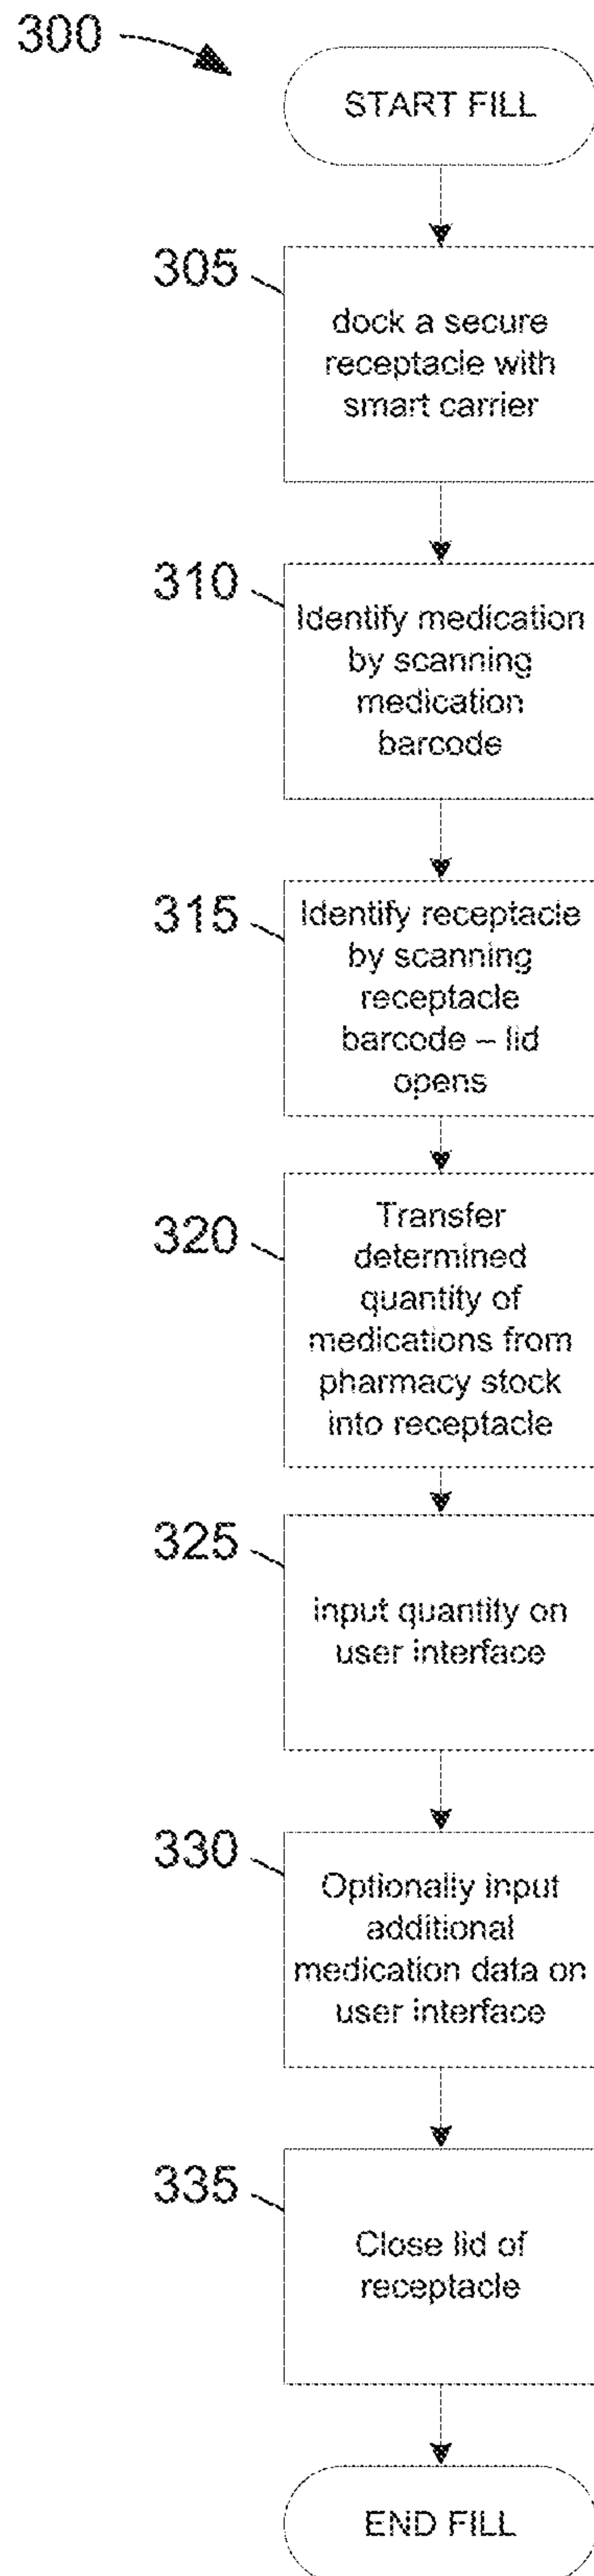 300
START FILL
305
dock a secure
receptacle with
smart carrier
310
Identify medication
by scanning
medication
barcode
315
Identify receptacle
by scanning
receptacle
barcode – lid
opens
320
Transfer
determined
quantity of
medications from
pharmacy stock
into receptacle
325
input quantity on
user interface
330
Optionally input
additional
medication data on
user interface
335
Close lid of
receptacle
END FILL